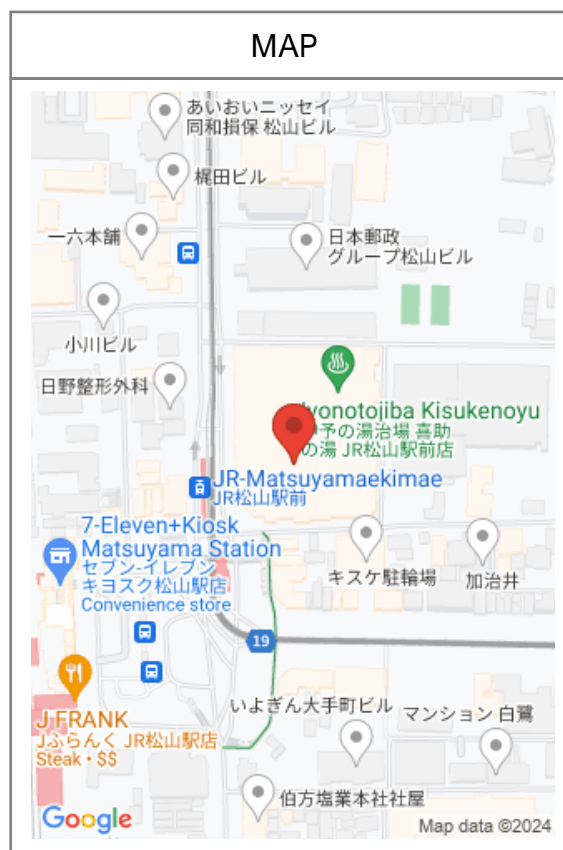 MAP
あいおいニッセイ
同和損保 松山ビル
梶田ビル
一六本舗
日本郵政
グループ松山ビル
小川ビル
日野整形外科
Iyonotojiba Kisukenoyu
予の湯治場 喜助
の湯 JR松山駅前店
JR-Matsuyamaekimae
JR松山駅前
7-Eleven+Kiosk
Matsuyama Station
セブン-イレブン
キヨスク松山駅店
Convenience store
キスケ駐輪場
加治井
19
いよぎん大手町ビル
マンション 白鷺
J FRANK
Jふらんく JR松山駅店
Steak・$$
伯方塩業本社社屋
Google
Map data ©2024